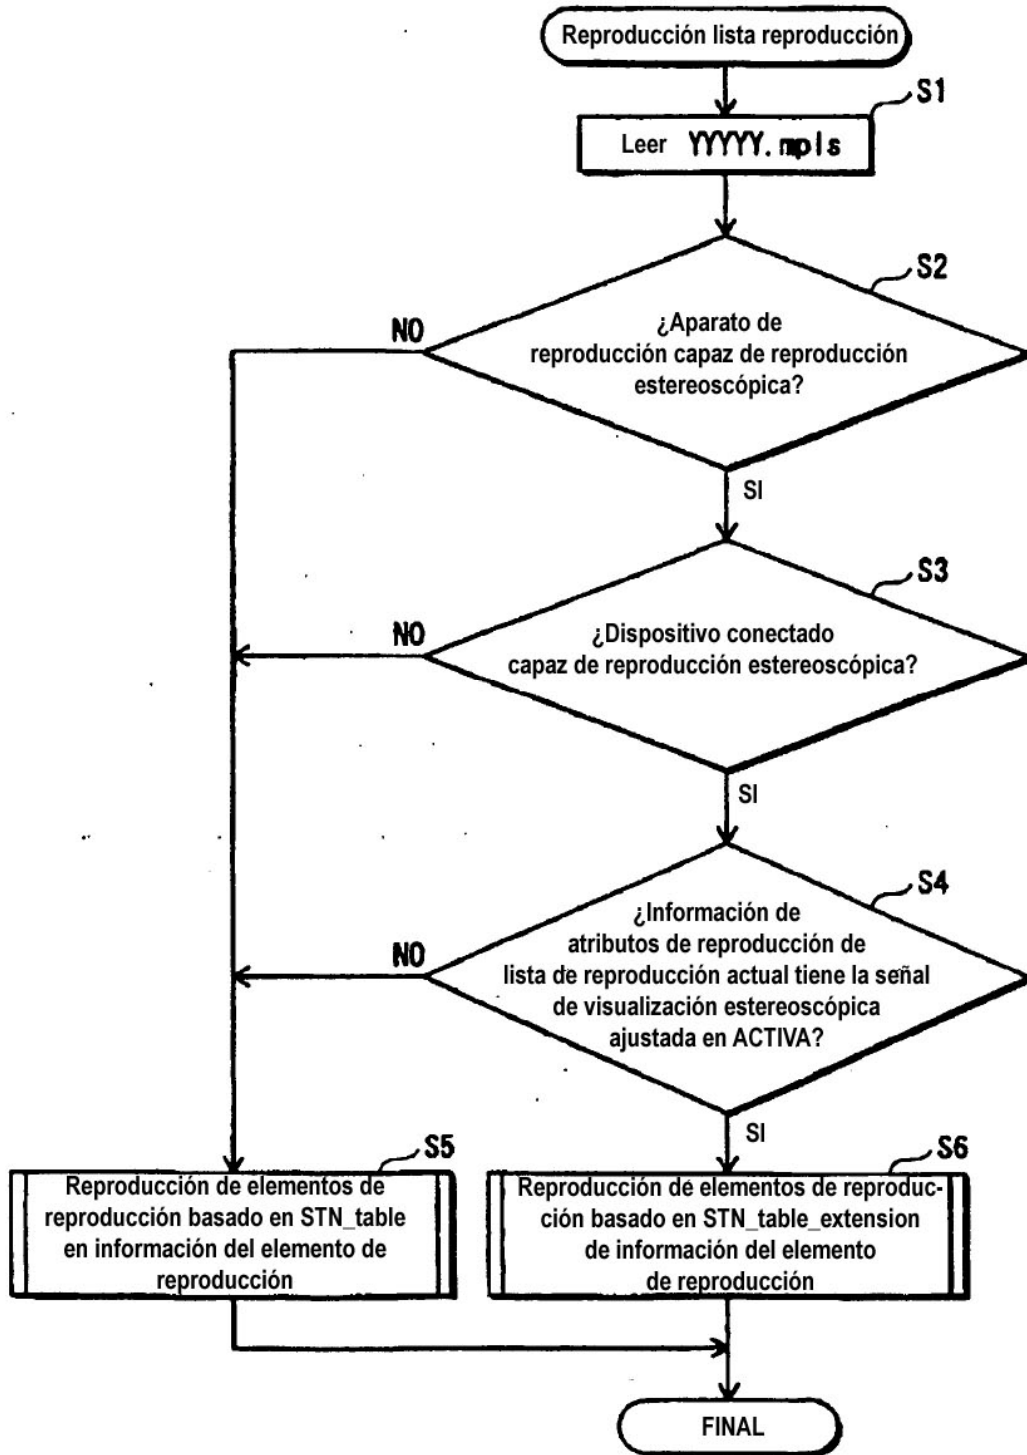 Reproducción lista reproducción
S1
Leer YYYYY.mpls
S2
NO
¿Aparato de
reproducción capaz de reproducción
estereoscópica?
SI
S3
NO
¿Dispositivo conectado
capaz de reproducción estereoscópica?
SI
S4
NO
¿Información de
atributos de reproducción de
lista de reproducción actual tiene la señal
de visualización estereoscópica
ajustada en ACTIVA?
SI
S5
Reproducción de elementos de
reproducción basado en STN_table
en información del elemento de
reproducción
S6
Reproducción de elementos de reproduc-
ción basado en STN_table_extension
de información del elemento
de reproducción
FINAL